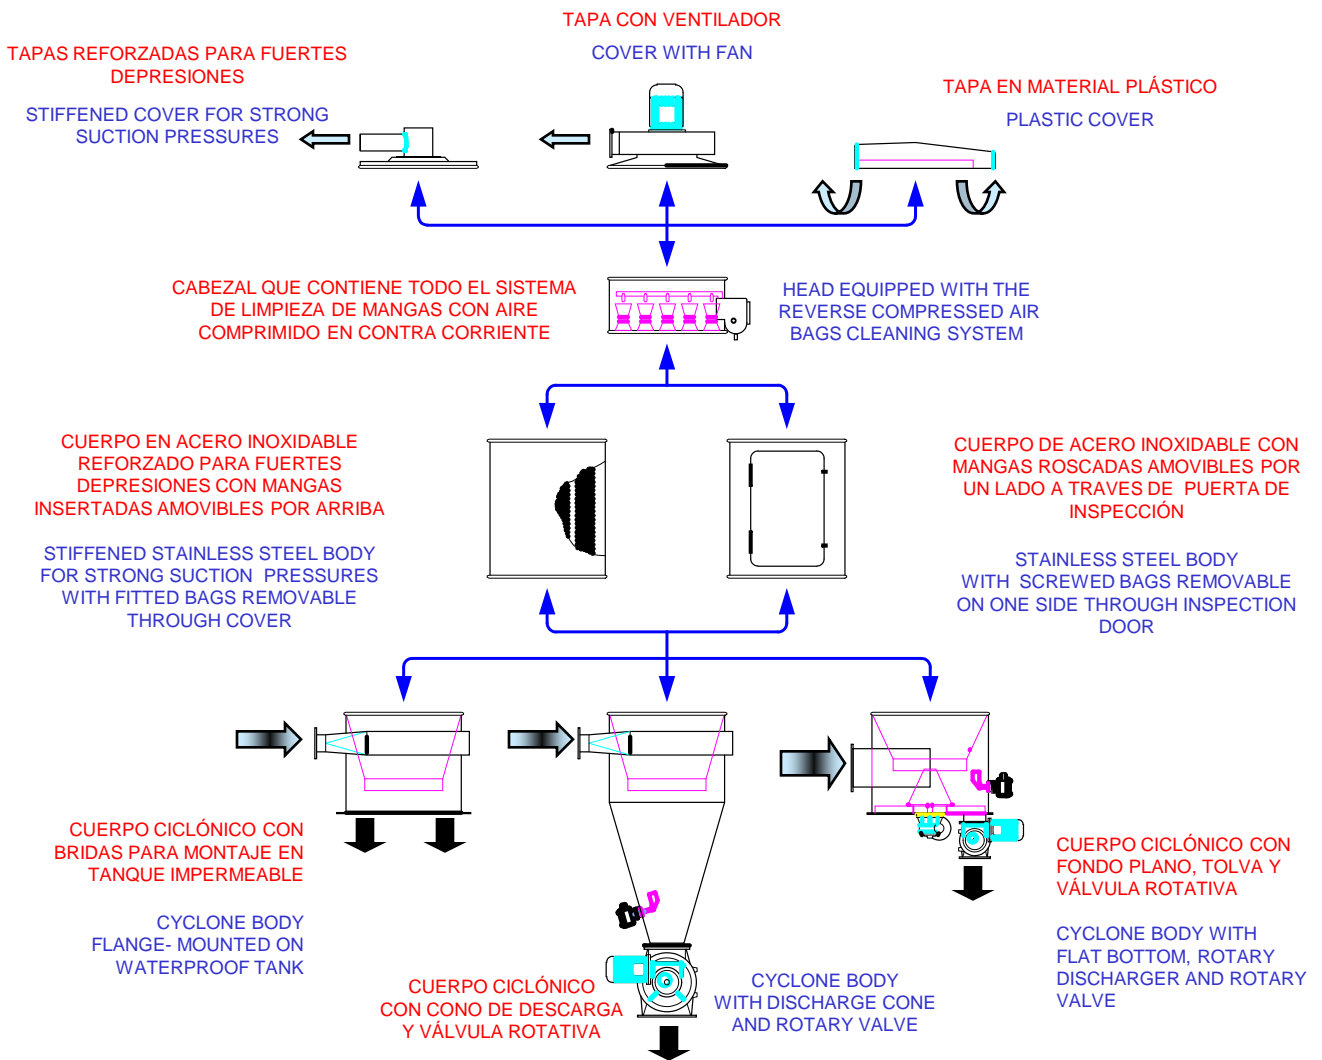 TAPA CON VENTILADOR
COVER WITH FAN
TAPAS REFORZADAS PARA FUERTES
DEPRESIONES
STIFFENED COVER FOR STRONG
SUCTION PRESSURES
TAPA EN MATERIAL PLÁSTICO
PLASTIC COVER
CABEZAL QUE CONTIENE TODO EL SISTEMA
DE LIMPIEZA DE MANGAS CON AIRE
COMPRIMIDO EN CONTRA CORRIENTE
HEAD EQUIPPED WITH THE
REVERSE COMPRESSED AIR
BAGS CLEANING SYSTEM
CUERPO EN ACERO INOXIDABLE
REFORZADO PARA FUERTES
DEPRESIONES CON MANGAS
INSERTADAS AMOVIBLES POR ARRIBA
STIFFENED STAINLESS STEEL BODY
FOR STRONG SUCTION PRESSURES
WITH FITTED BAGS REMOVABLE
THROUGH COVER
CUERPO DE ACERO INOXIDABLE CON
MANGAS ROSCADAS AMOVIBLES POR
UN LADO A TRAVES DE PUERTA DE
INSPECCIÓN
STAINLESS STEEL BODY
WITH SCREWED BAGS REMOVABLE
ON ONE SIDE THROUGH INSPECTION
DOOR
CUERPO CICLÓNICO CON
BRIDAS PARA MONTAJE EN
TANQUE IMPERMEABLE
CYCLONE BODY
FLANGE- MOUNTED ON
WATERPROOF TANK
CUERPO CICLÓNICO
CON CONO DE DESCARGA
Y VÁLVULA ROTATIVA
CYCLONE BODY
WITH DISCHARGE CONE
AND ROTARY VALVE
CUERPO CICLÓNICO CON
FONDO PLANO, TOLVA Y
VÁLVULA ROTATIVA
CYCLONE BODY WITH
FLAT BOTTOM, ROTARY
DISCHARGER AND ROTARY
VALVE